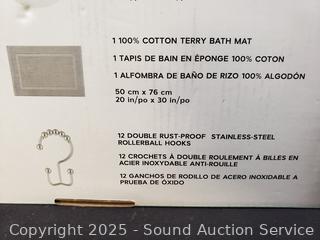 1 100% COTTON TERRY BATH MAT
1 TAPIS DE BAIN EN ÉPONGE 100% COTON
1 ALFOMBRA DE BAÑO DE RIZO 100% ALGODÓN
50 cm x 76 cm
20 in/po x 30 in/po
12 DOUBLE RUST-PROOF STAINLESS-STEEL
ROLLERBALL HOOKS
12 CROCHETS À DOUBLE ROULEMENT À BILLES EN
ACIER INOXYDABLE ANTI-ROUILLE
12 GANCHOS DE RODILLO DE ACERO INOXIDABLE A
PRUEBA DE ÓXIDO
Copyright 2025 - Sound Auction Service